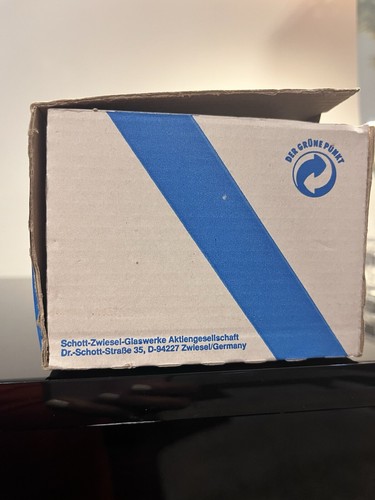 DER GRÜNE PUNKT
Schott-Zwiesel-Glaswerke Aktiengesellschaft
Dr.-Schott-Straße 35, D-94227 Zwiesel/Germany